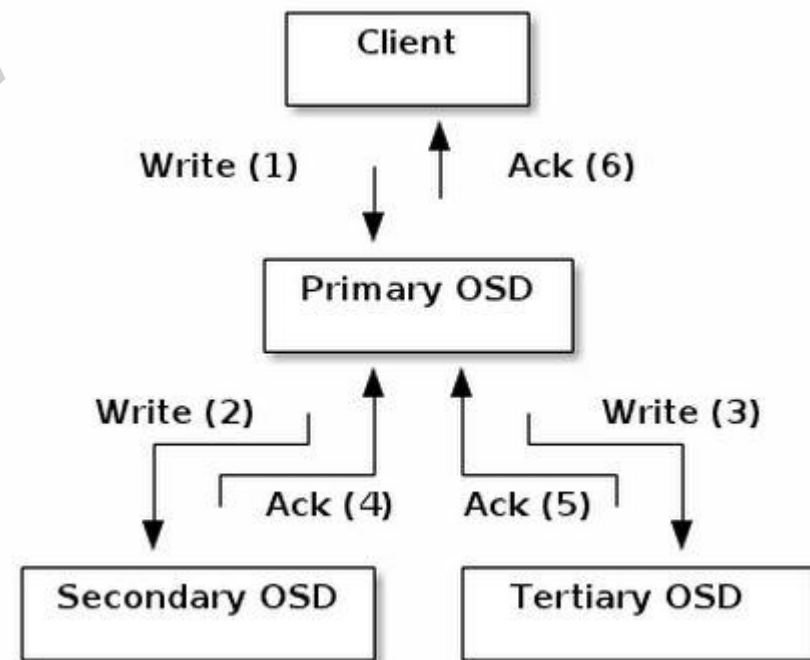 Client
Write (1)
Ack (6)
Primary OSD
Write (2)
Write (3)
Ack (4)
Ack (5)
Secondary OSD
Tertiary OSD